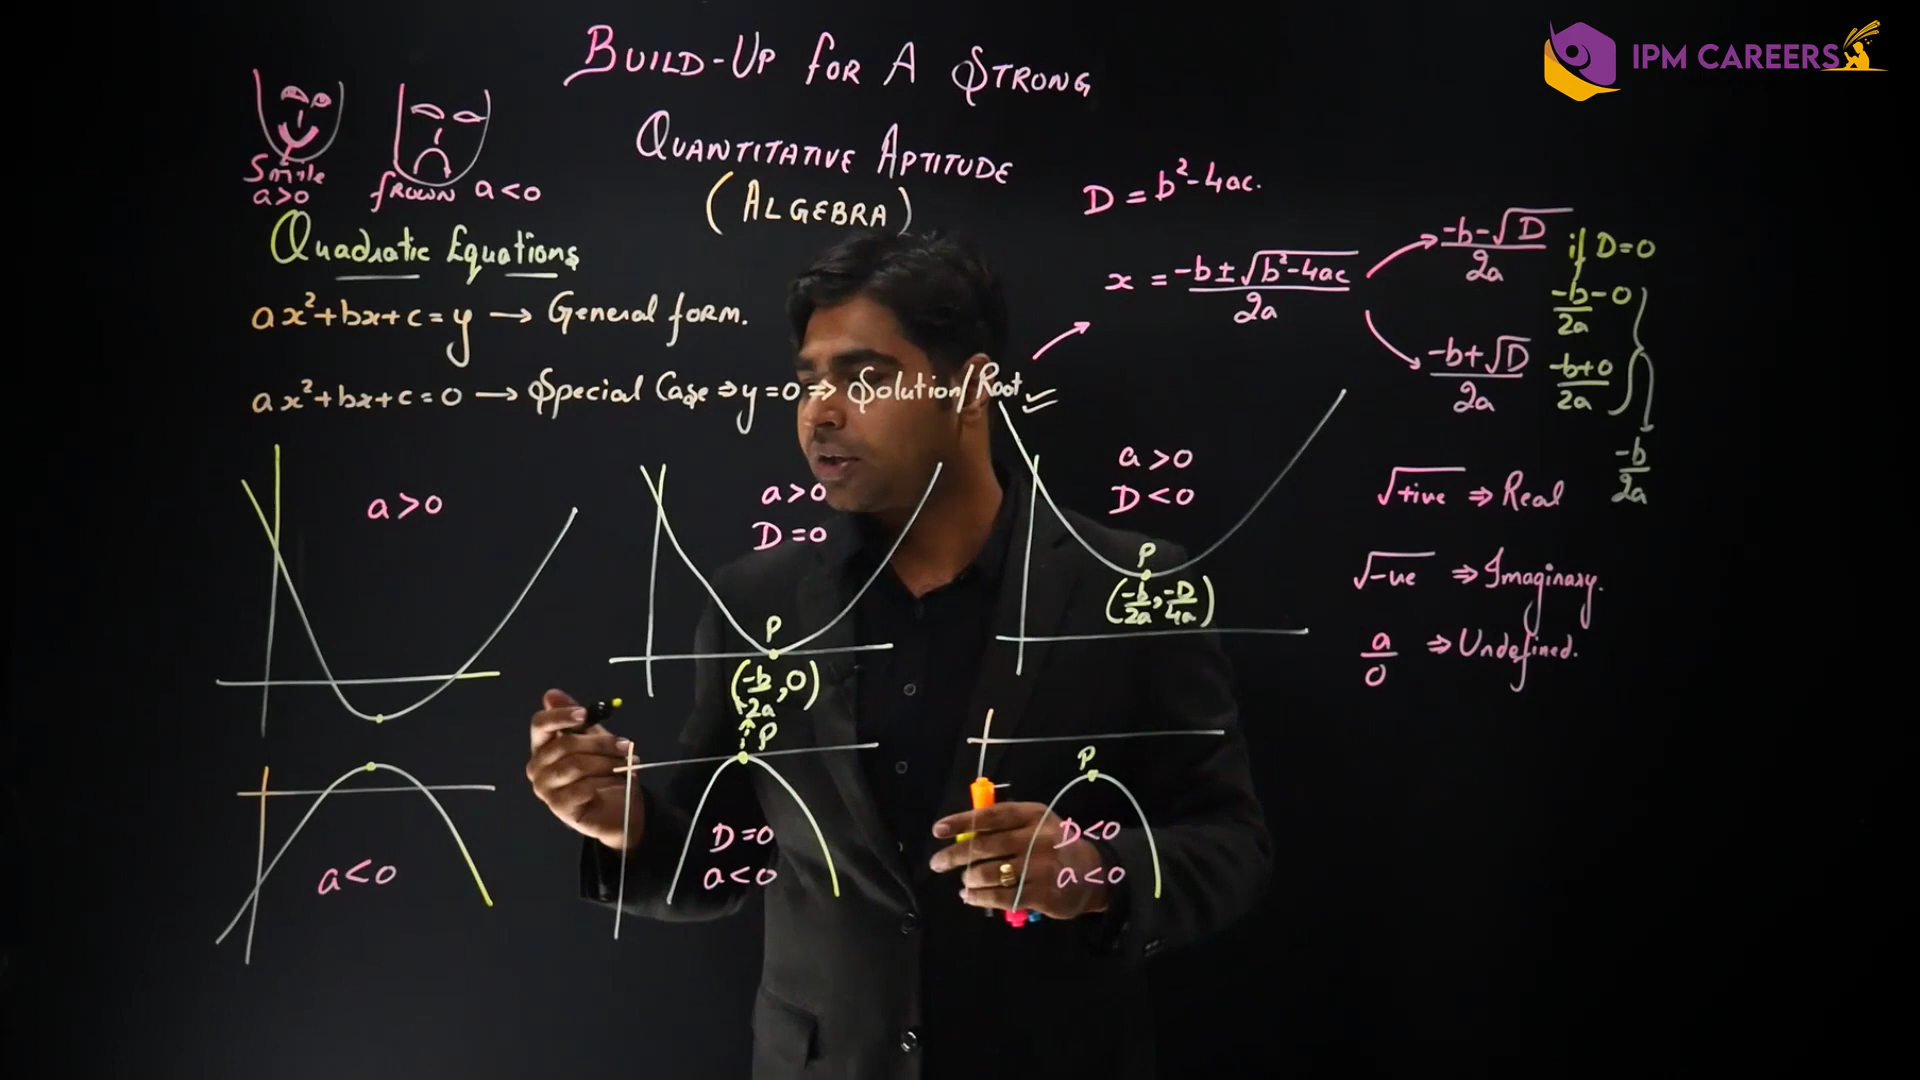 IPM CAREERS
BUILD-UP FOR A STRONG
QUANTITATIVE APTITUDE
(ALGEBRA)
Smile
a>0
FROWN a<0
Quadratic Equations
ax²+bx+c=y → General form.
ax²+bx+c=0 → Special Case ⇒ y=0 ⇒ Solution/Root
D = b²-4ac.
x = (-b±√(b²-4ac))/2a
(-b-√D)/2a
(-b+√D)/2a
if D=0
(-b-0)/2a
(-b+0)/2a
-b/2a
√+ive ⇒ Real
√-ve ⇒ Imaginary.
a/0 ⇒ Undefined.
a>0
a>0
D=0
P
(-b/2a, 0)
a>0
D<0
P
(-b/2a, -D/4a)
a<0
P
D=0
a<0
P
D<0
a<0